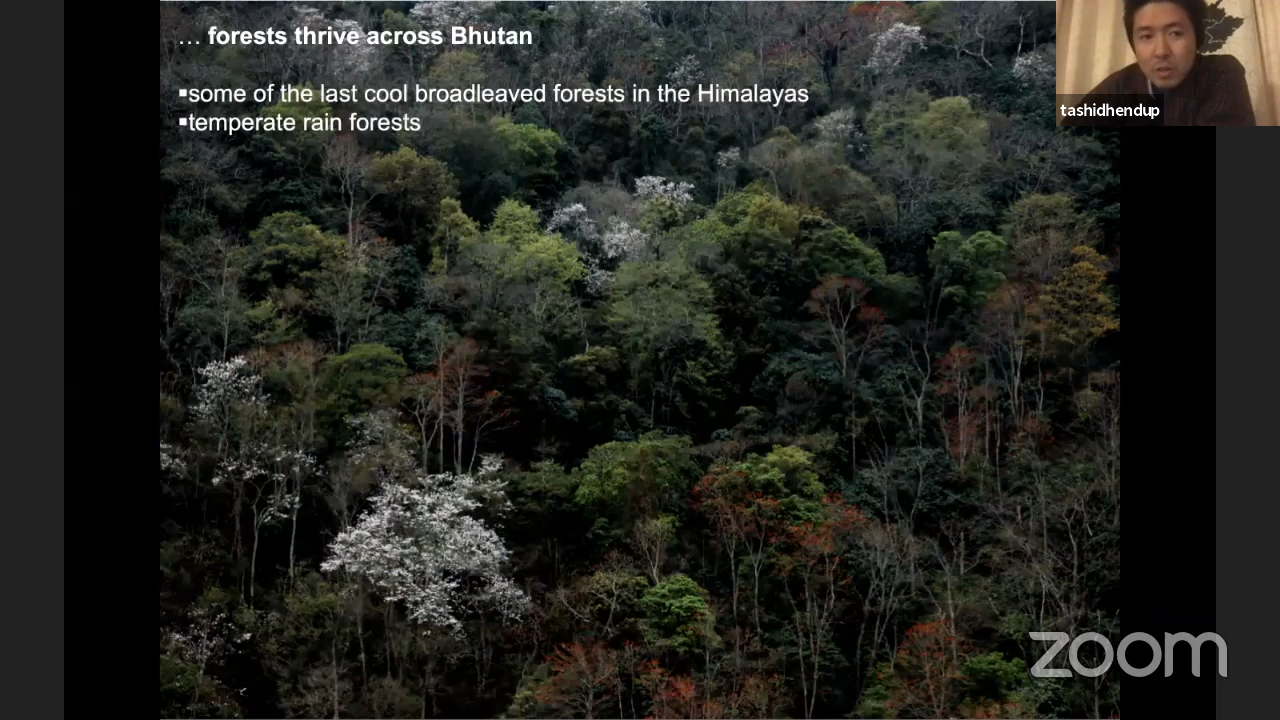 … forests thrive across Bhutan
▪some of the last cool broadleaved forests in the Himalayas
▪temperate rain forests
tashidhendup
zoom